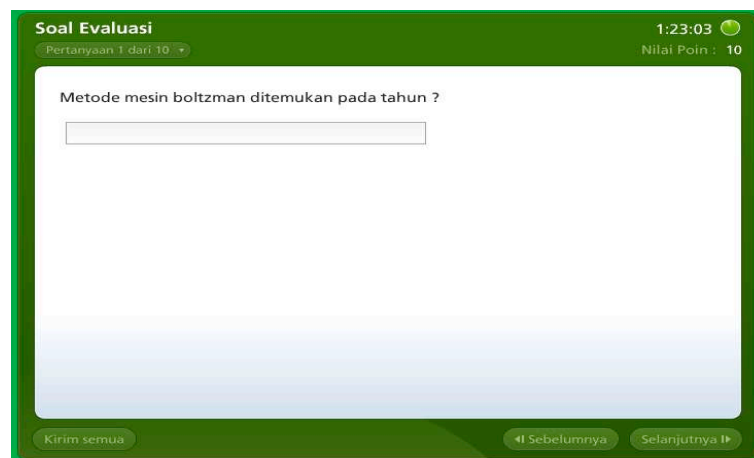 Soal Evaluasi
1:23:03
Pertanyaan 1 dari 10
Nilai Poin : 10
Metode mesin boltzman ditemukan pada tahun ?
Kirim semua
Sebelumnya
Selanjutnya